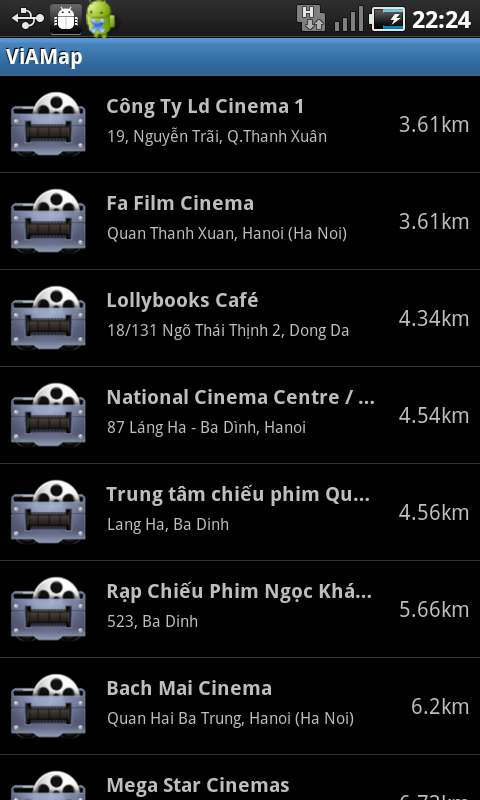 H
22:24
ViAMap
Công Ty Ld Cinema 1
19, Nguyễn Trãi, Q.Thanh Xuân
3.61km
Fa Film Cinema
Quan Thanh Xuan, Hanoi (Ha Noi)
3.61km
Lollybooks Café
18/131 Ngõ Thái Thịnh 2, Dong Da
4.34km
National Cinema Centre / ...
87 Láng Ha - Ba Dình, Hanoi
4.54km
Trung tâm chiếu phim Qu...
Lang Ha, Ba Dinh
4.56km
Rạp Chiếu Phim Ngọc Khá...
523, Ba Dinh
5.66km
Bach Mai Cinema
Quan Hai Ba Trung, Hanoi (Ha Noi)
6.2km
Mega Star Cinemas